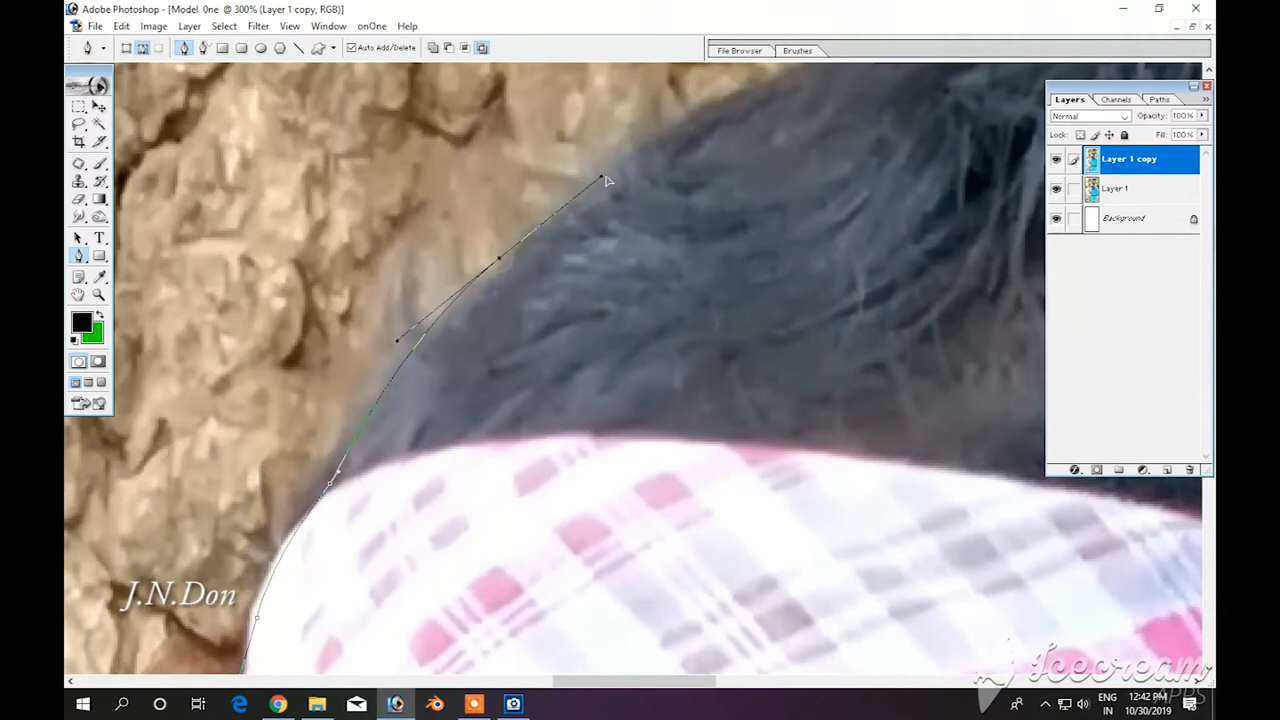 Adobe Photoshop - [Model One @ 300% (Layer 1 copy, RGB)]
File Edit Image Layer Select Filter View Window onOne Help
Auto Add/Delete
File Browser Brushes
Layers Channels Paths
Normal Opacity: 100%
Lock: Fill: 100%
Layer 1 copy
Layer 1
Background
T
J.N.Don
Icecream
APPS
ENG 12:42 PM
IN 10/30/2019